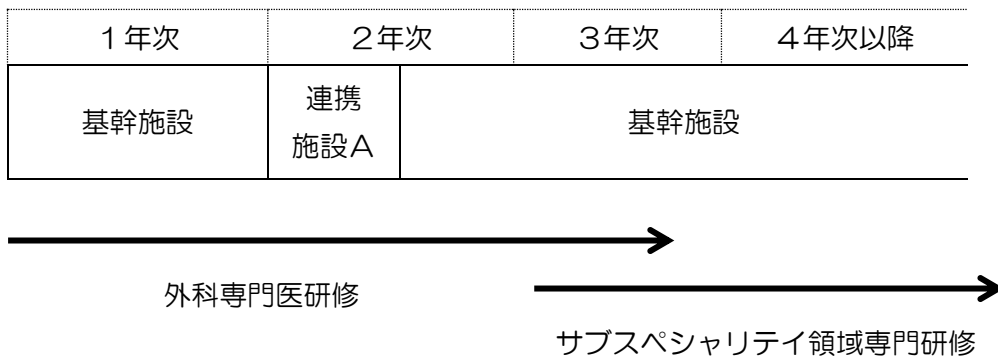 １年次 ２年次 ３年次 ４年次以降
基幹施設 連携 基幹施設
施設Ａ
外科専門医研修
サブスペシャリテイ領域専門研修